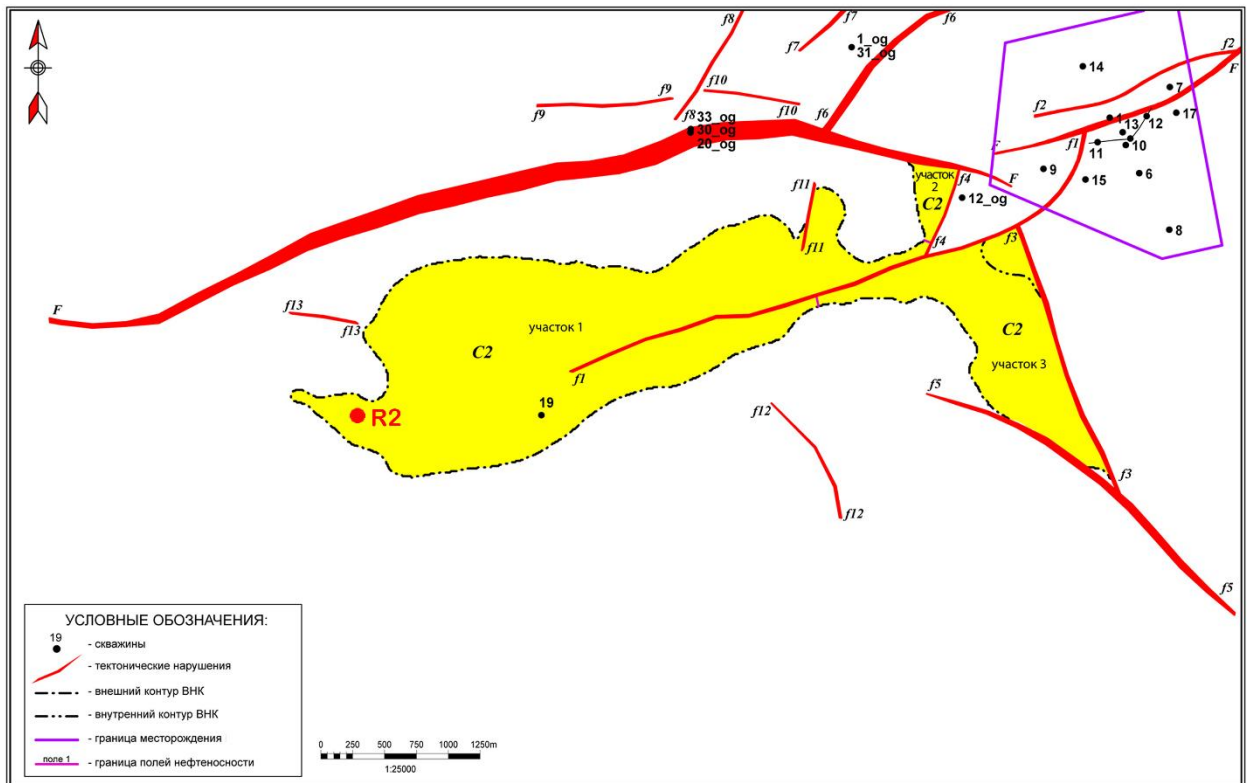 f8
f7
f6
1_og
31_og
f7
f2
14
F
f10
7
f9
f2
f9
f8
33_og
f10
1
17
30_og
f6
13
12
20_og
F
f1
11
10
участок
2
f4
9
C2
F
15
6
f11
12_og
8
f11
f4
f3
F
f13
f13
участок 1
C2
C2
участок 3
f1
f5
19
R2
f12
f3
f12
f5
УСЛОВНЫЕ ОБОЗНАЧЕНИЯ:
19 - скважины
- тектонические нарушения
- внешний контур ВНК
- внутренний контур ВНК
- граница месторождения
поле 1 - граница полей нефтеносности
0 250 500 750 1000 1250m
1:25000